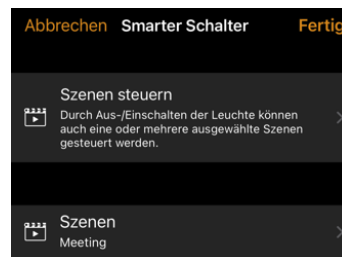 Abbrechen Smarter Schalter Fertig
Szenen steuern
Durch Aus-/Einschalten der Leuchte können
auch eine oder mehrere ausgewählte Szenen
gesteuert werden.
Szenen
Meeting